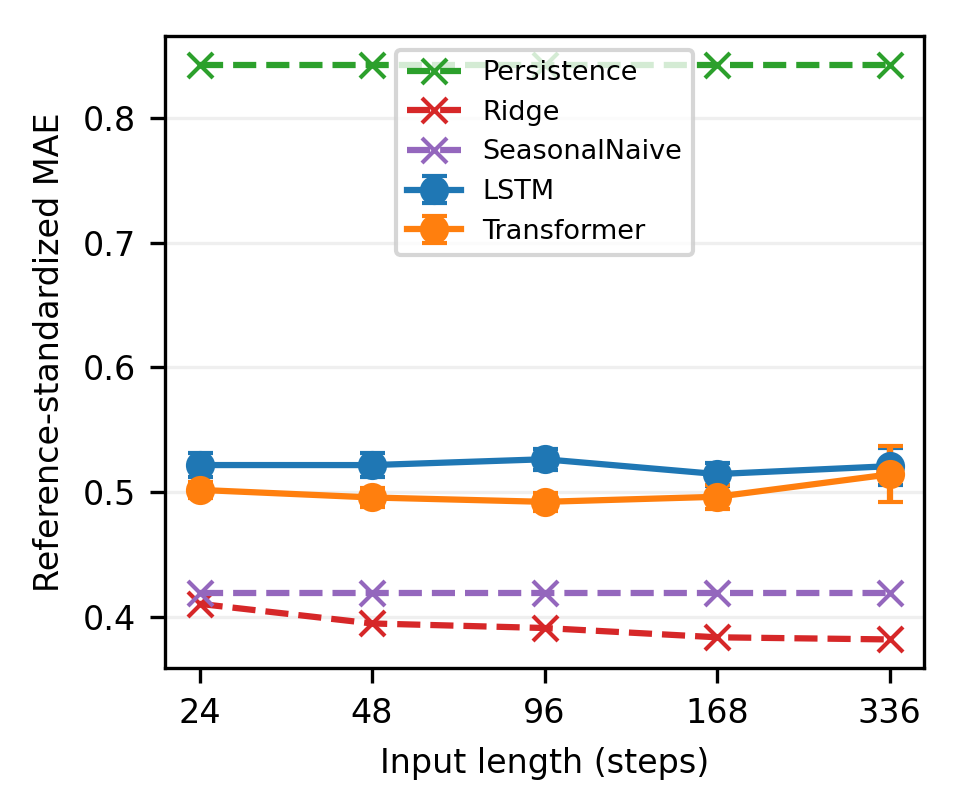 Reference-standardized MAE
0.8
0.7
0.6
0.5
0.4
Persistence
Ridge
SeasonalNaive
LSTM
Transformer
24 48 96 168 336
Input length (steps)